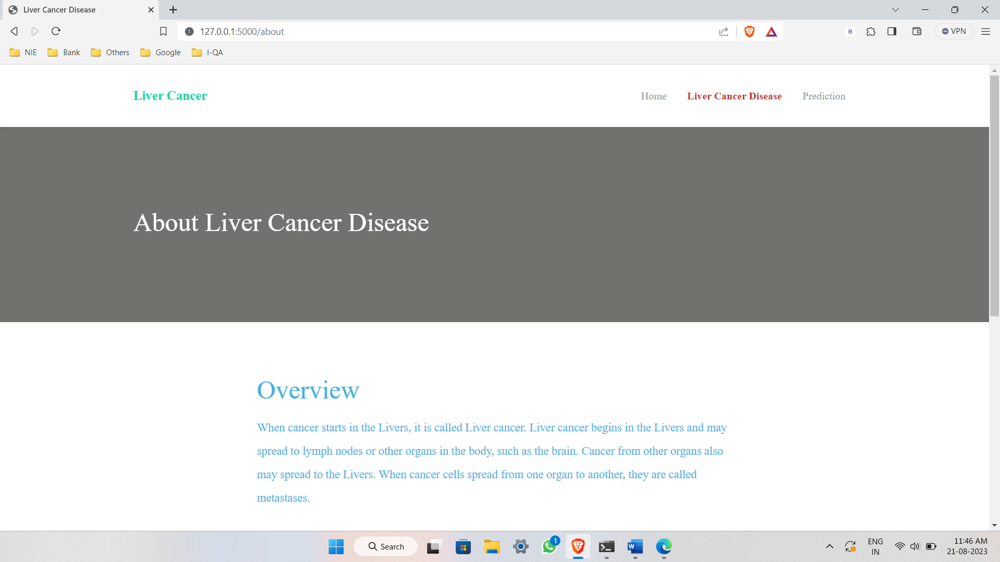 Liver Cancer Disease
127.0.0.1:5000/about
VPN
NIE Bank Others Google I-QA
Liver Cancer
Home Liver Cancer Disease Prediction
About Liver Cancer Disease
Overview
When cancer starts in the Livers, it is called Liver cancer. Liver cancer begins in the Livers and may
spread to lymph nodes or other organs in the body, such as the brain. Cancer from other organs also
may spread to the Livers. When cancer cells spread from one organ to another, they are called
metastases.
Search
1
W
ENG
IN
11:46 AM
21-08-2023
B